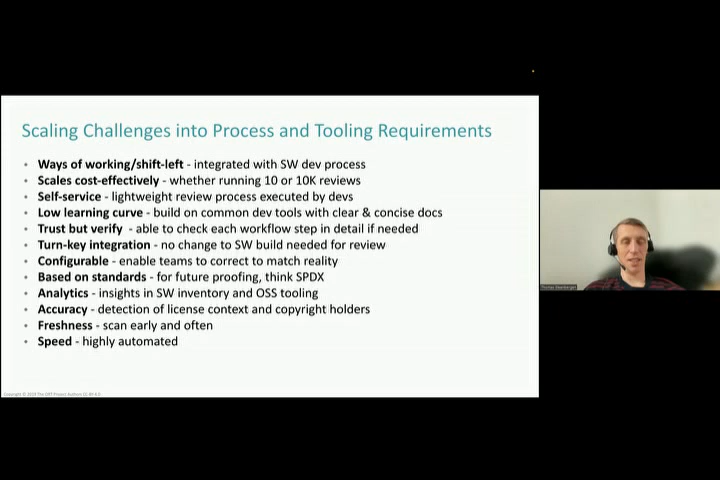 Scaling Challenges into Process and Tooling Requirements
• Ways of working/shift-left - integrated with SW dev process
• Scales cost-effectively - whether running 10 or 10K reviews
• Self-service - lightweight review process executed by devs
• Low learning curve - build on common dev tools with clear & concise docs
• Trust but verify - able to check each workflow step in detail if needed
• Turn-key integration - no change to SW build needed for review
• Configurable - enable teams to correct to match reality
• Based on standards - for future proofing, think SPDX
• Analytics - insights in SW inventory and OSS tooling
• Accuracy - detection of license context and copyright holders
• Freshness - scan early and often
• Speed - highly automated